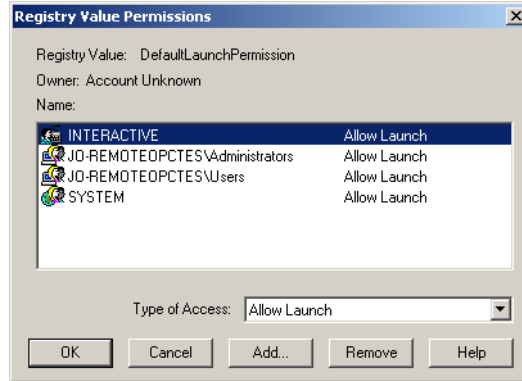 Registry Value Permissions
Registry Value: DefaultLaunchPermission
Owner: Account Unknown
Name:
INTERACTIVE Allow Launch
JO-REMOTEOPCTES\Administrators Allow Launch
JO-REMOTEOPCTES\Users Allow Launch
SYSTEM Allow Launch
Type of Access: Allow Launch
OK Cancel Add... Remove Help